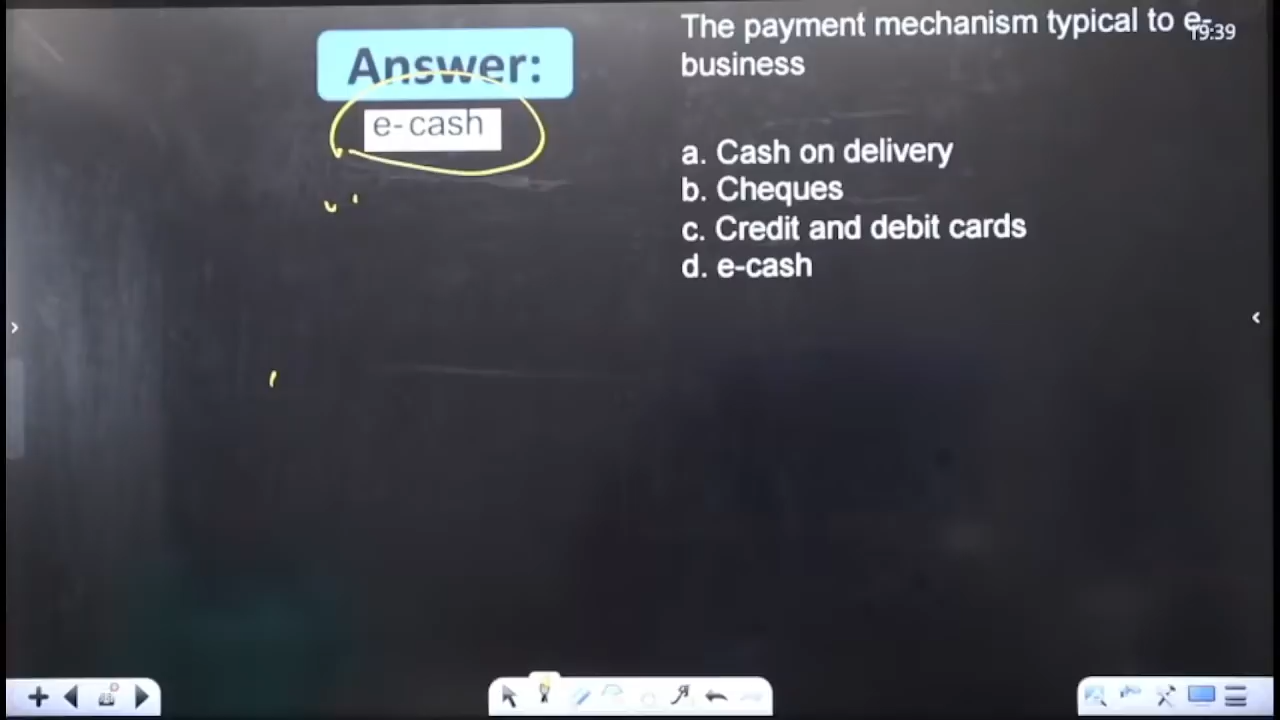 Answer:
e-cash
The payment mechanism typical to e-
business
19:39
a. Cash on delivery
b. Cheques
c. Credit and debit cards
d. e-cash